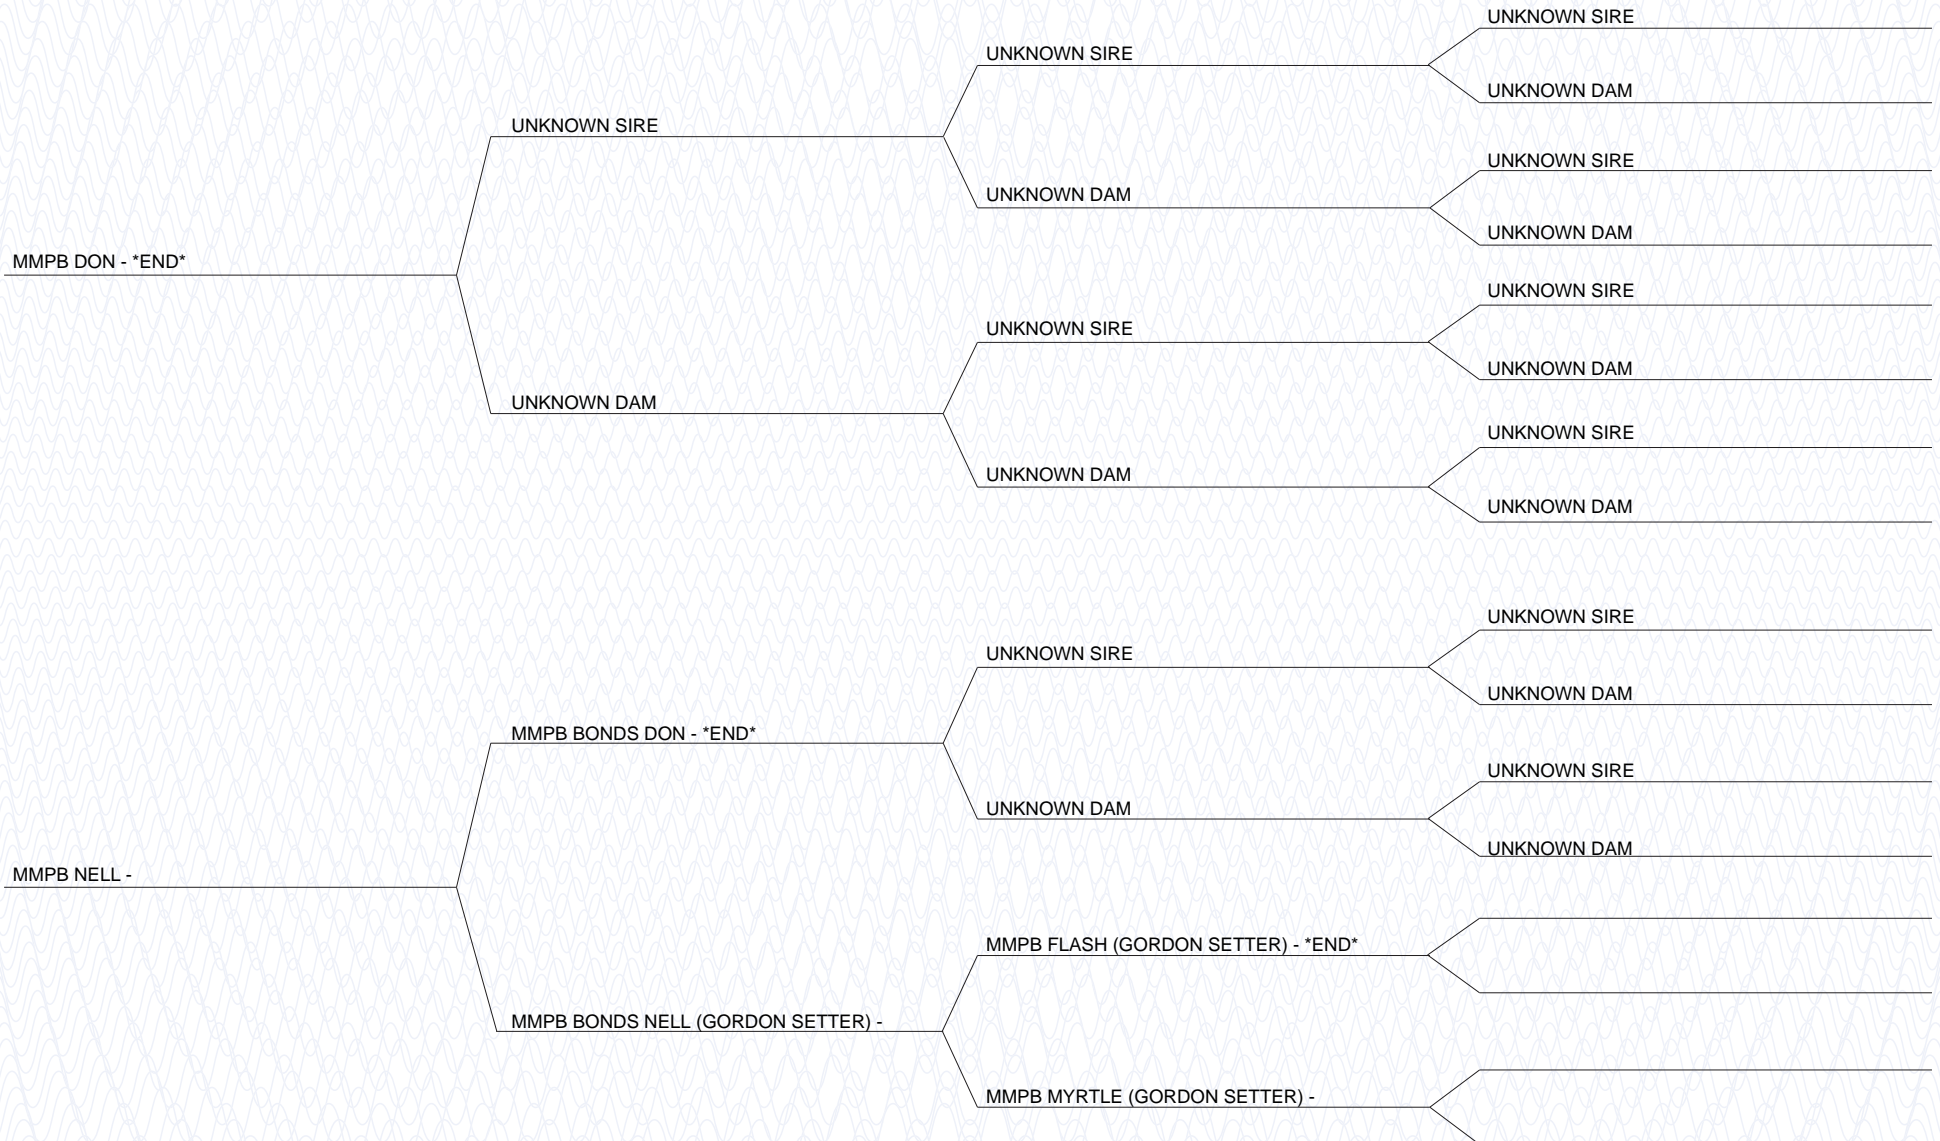 UNKNOWN SIRE
UNKNOWN SIRE
UNKNOWN DAM
UNKNOWN SIRE
UNKNOWN SIRE
UNKNOWN DAM
UNKNOWN DAM
MMPB DON - *END*
UNKNOWN SIRE
UNKNOWN SIRE
UNKNOWN DAM
UNKNOWN DAM
UNKNOWN SIRE
UNKNOWN DAM
UNKNOWN DAM
UNKNOWN SIRE
UNKNOWN SIRE
UNKNOWN DAM
MMPB BONDS DON - *END*
UNKNOWN SIRE
UNKNOWN DAM
UNKNOWN DAM
MMPB NELL -
MMPB FLASH (GORDON SETTER) - *END*
MMPB BONDS NELL (GORDON SETTER) -
MMPB MYRTLE (GORDON SETTER) -